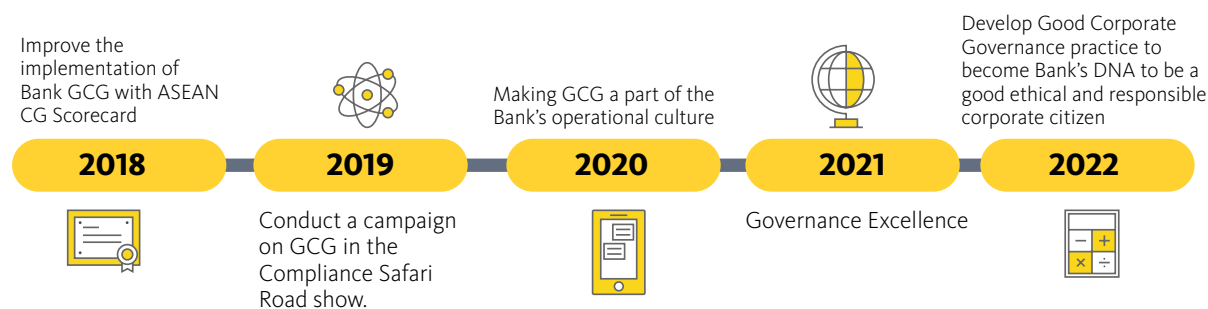 Improve the
implementation of
Bank GCG with ASEAN
CG Scorecard
2018
2019
Conduct a campaign
on GCG in the
Compliance Safari
Road show.
Making GCG a part of the
Bank's operational culture
2020
2021
Governance Excellence
Develop Good Corporate
Governance practice to
become Bank's DNA to be a
good ethical and responsible
corporate citizen
2022